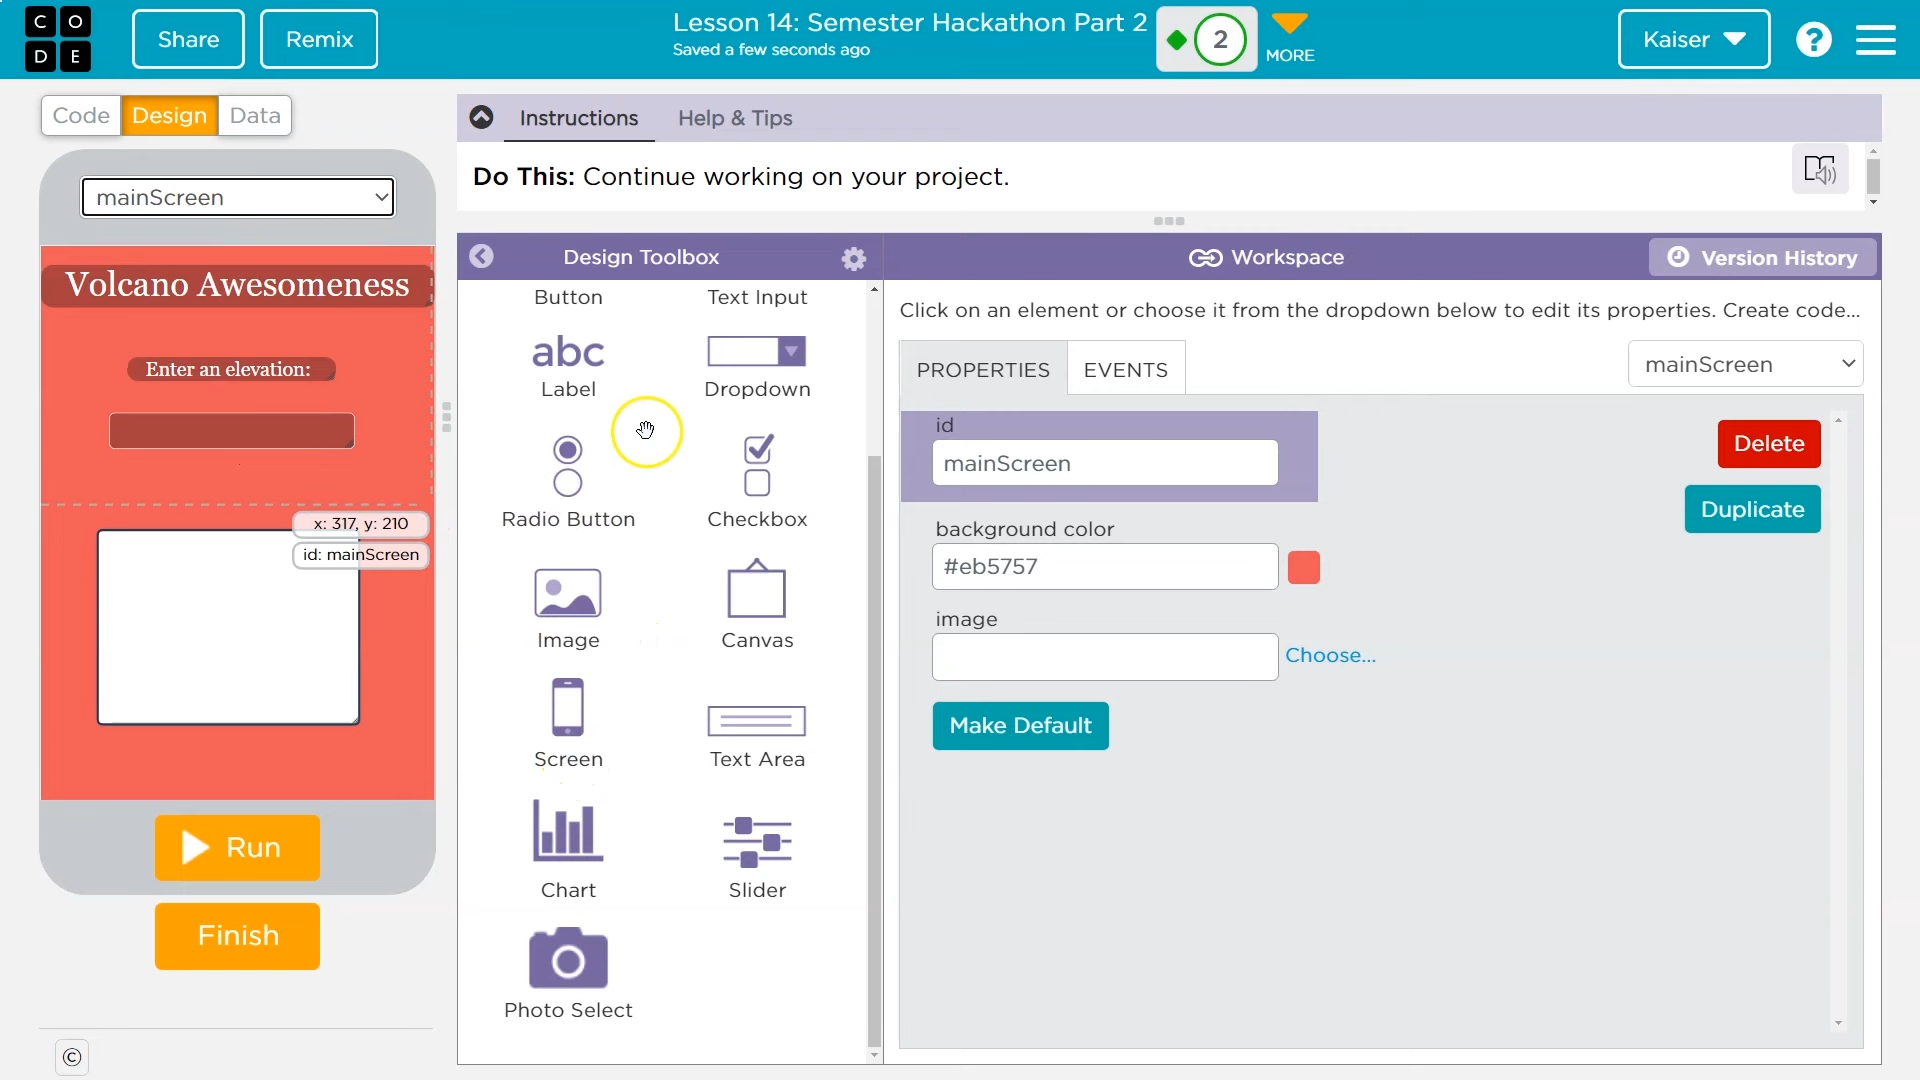 C O
D E
Share
Remix
Lesson 14: Semester Hackathon Part 2
Saved a few seconds ago
2
MORE
Kaiser
?
Code
Design
Data
Instructions
Help & Tips
Do This: Continue working on your project.
mainScreen
Volcano Awesomeness
Enter an elevation:
x: 317, y: 210
id: mainScreen
Run
Finish
©
Design Toolbox
Button
Text Input
abc
Label
Dropdown
Radio Button
Checkbox
Image
Canvas
Screen
Text Area
Chart
Slider
Photo Select
Workspace
Version History
Click on an element or choose it from the dropdown below to edit its properties. Create code...
PROPERTIES
EVENTS
mainScreen
id
mainScreen
Delete
Duplicate
background color
#eb5757
image
Choose...
Make Default